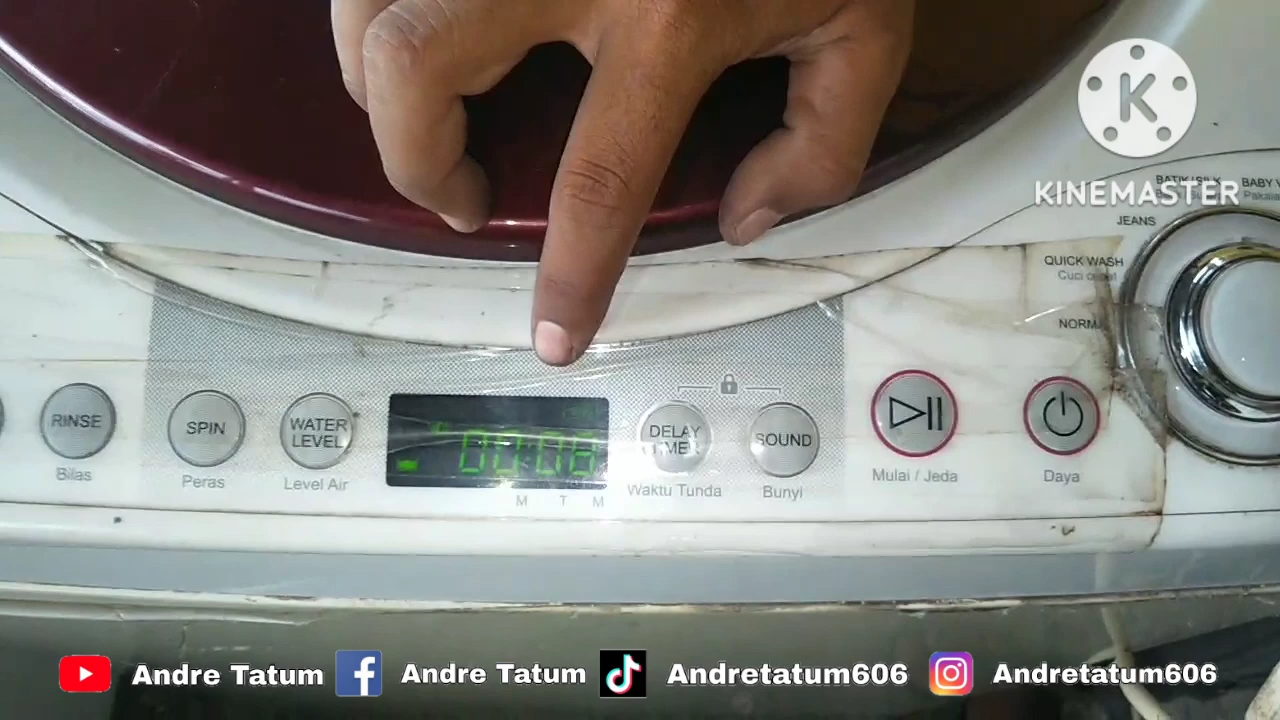 K
KINEMASTER
BATIK/SILK
BABY
JEANS
QUICK WASH
Cuci
NORMAL
RINSE
Bilas
SPIN
Peras
WATER
LEVEL
Level Air
00:08
M T M
DELAY
TIMER
Waktu Tunda
SOUND
Bunyi
Mulai / Jeda
Daya
Andre Tatum
Andre Tatum
Andretatum606
Andretatum606